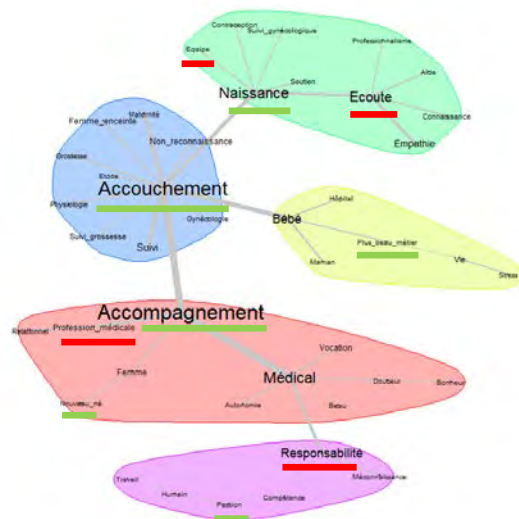 Contraception
Suivi_gynécologique
Professionnalisme
Equipe
Soutien
Aide
Naissance
Ecoute
Connaissance
Maternité
Femme_enceinte
Non_reconnaissance
Empathie
Grossesse
Ecole
Accouchement
Hôpital
Physiologie
Gynécologie
Bébé
Suivi_grossesse
Suivi
Plus_beau_métier
Maman
Vie
Stress
Accompagnement
Relationnel
Profession_médicale
Vocation
Femme
Médical
Douleur
Bonheur
Nouveau_né
Autonomie
Beau
Responsabilité
Travail
Humain
Passion
Compétence
Méconnaissance